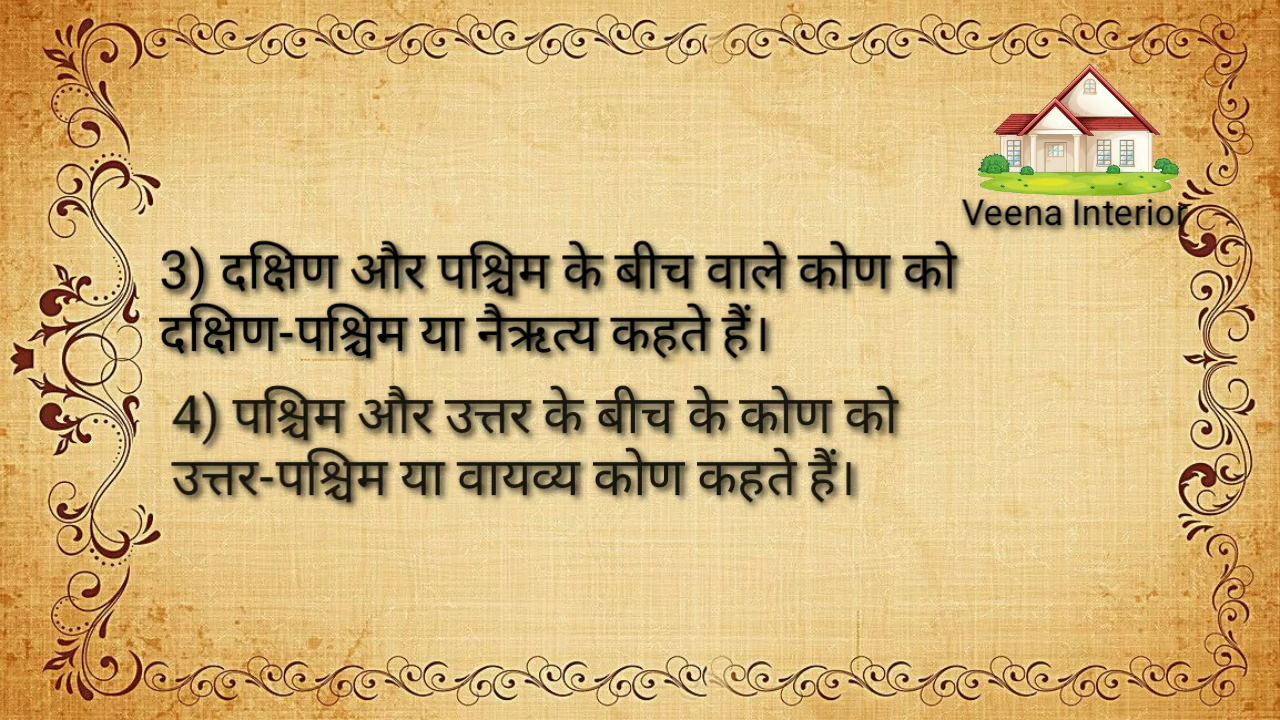 Veena Interior
3) दक्षिण और पश्चिम के बीच वाले कोण को
दक्षिण-पश्चिम या नैऋत्य कहते हैं।
4) पश्चिम और उत्तर के बीच के कोण को
उत्तर-पश्चिम या वायव्य कोण कहते हैं।